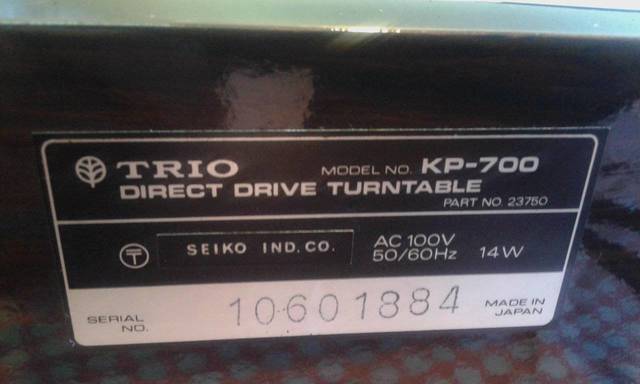 TRIO MODEL NO. KP-700
DIRECT DRIVE TURNTABLE
PART NO. 23750
〒 SEIKO IND. CO. AC 100V
50/60Hz 14W
SERIAL NO. 10601884 MADE IN JAPAN